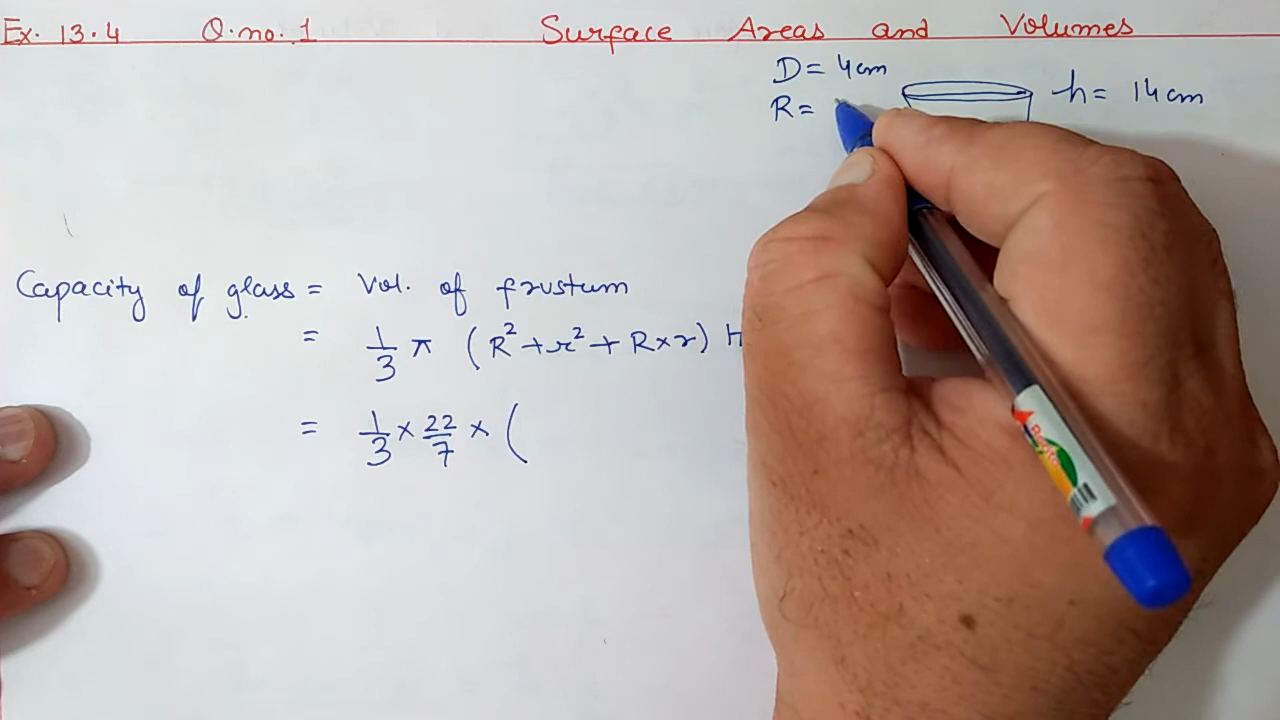 Ex. 13.4 Q.no. 1 Surface Areas and Volumes
D = 4cm
R =
h = 14cm
Capacity of glass = Vol. of frustum
= 1/3 π (R² + r² + R×r) H
= 1/3 × 22/7 × (